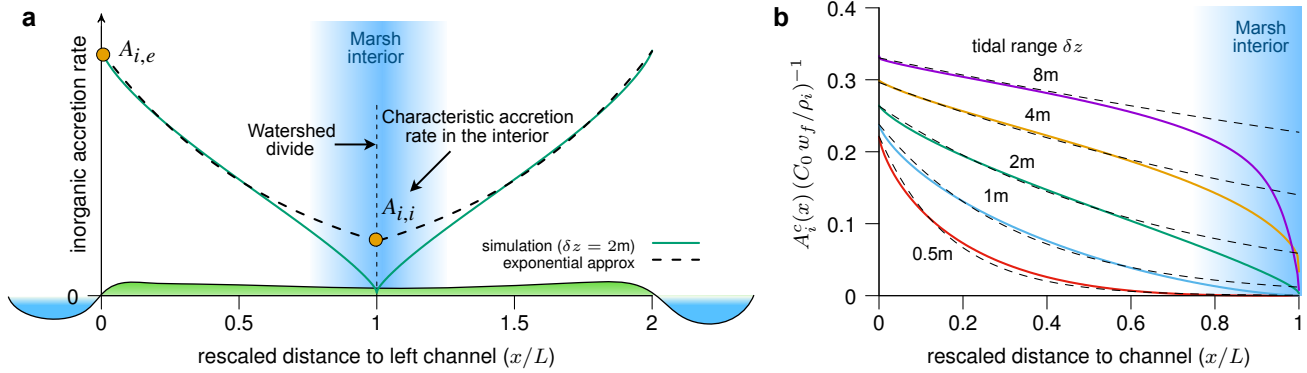 a
inorganic accretion rate
A_{i,e}
Marsh
interior
Watershed
divide
Characteristic accretion
rate in the interior
A_{i,i}
simulation (δz = 2m)
exponential approx
0
0 0.5 1 1.5 2
rescaled distance to left channel (x/L)
b
A_i^c(x) (C_0 w_f/ρ_i)^{-1}
0.4
0.3
0.2
0.1
0
tidal range δz
Marsh
interior
8m
4m
2m
1m
0.5m
0 0.2 0.4 0.6 0.8 1
rescaled distance to channel (x/L)